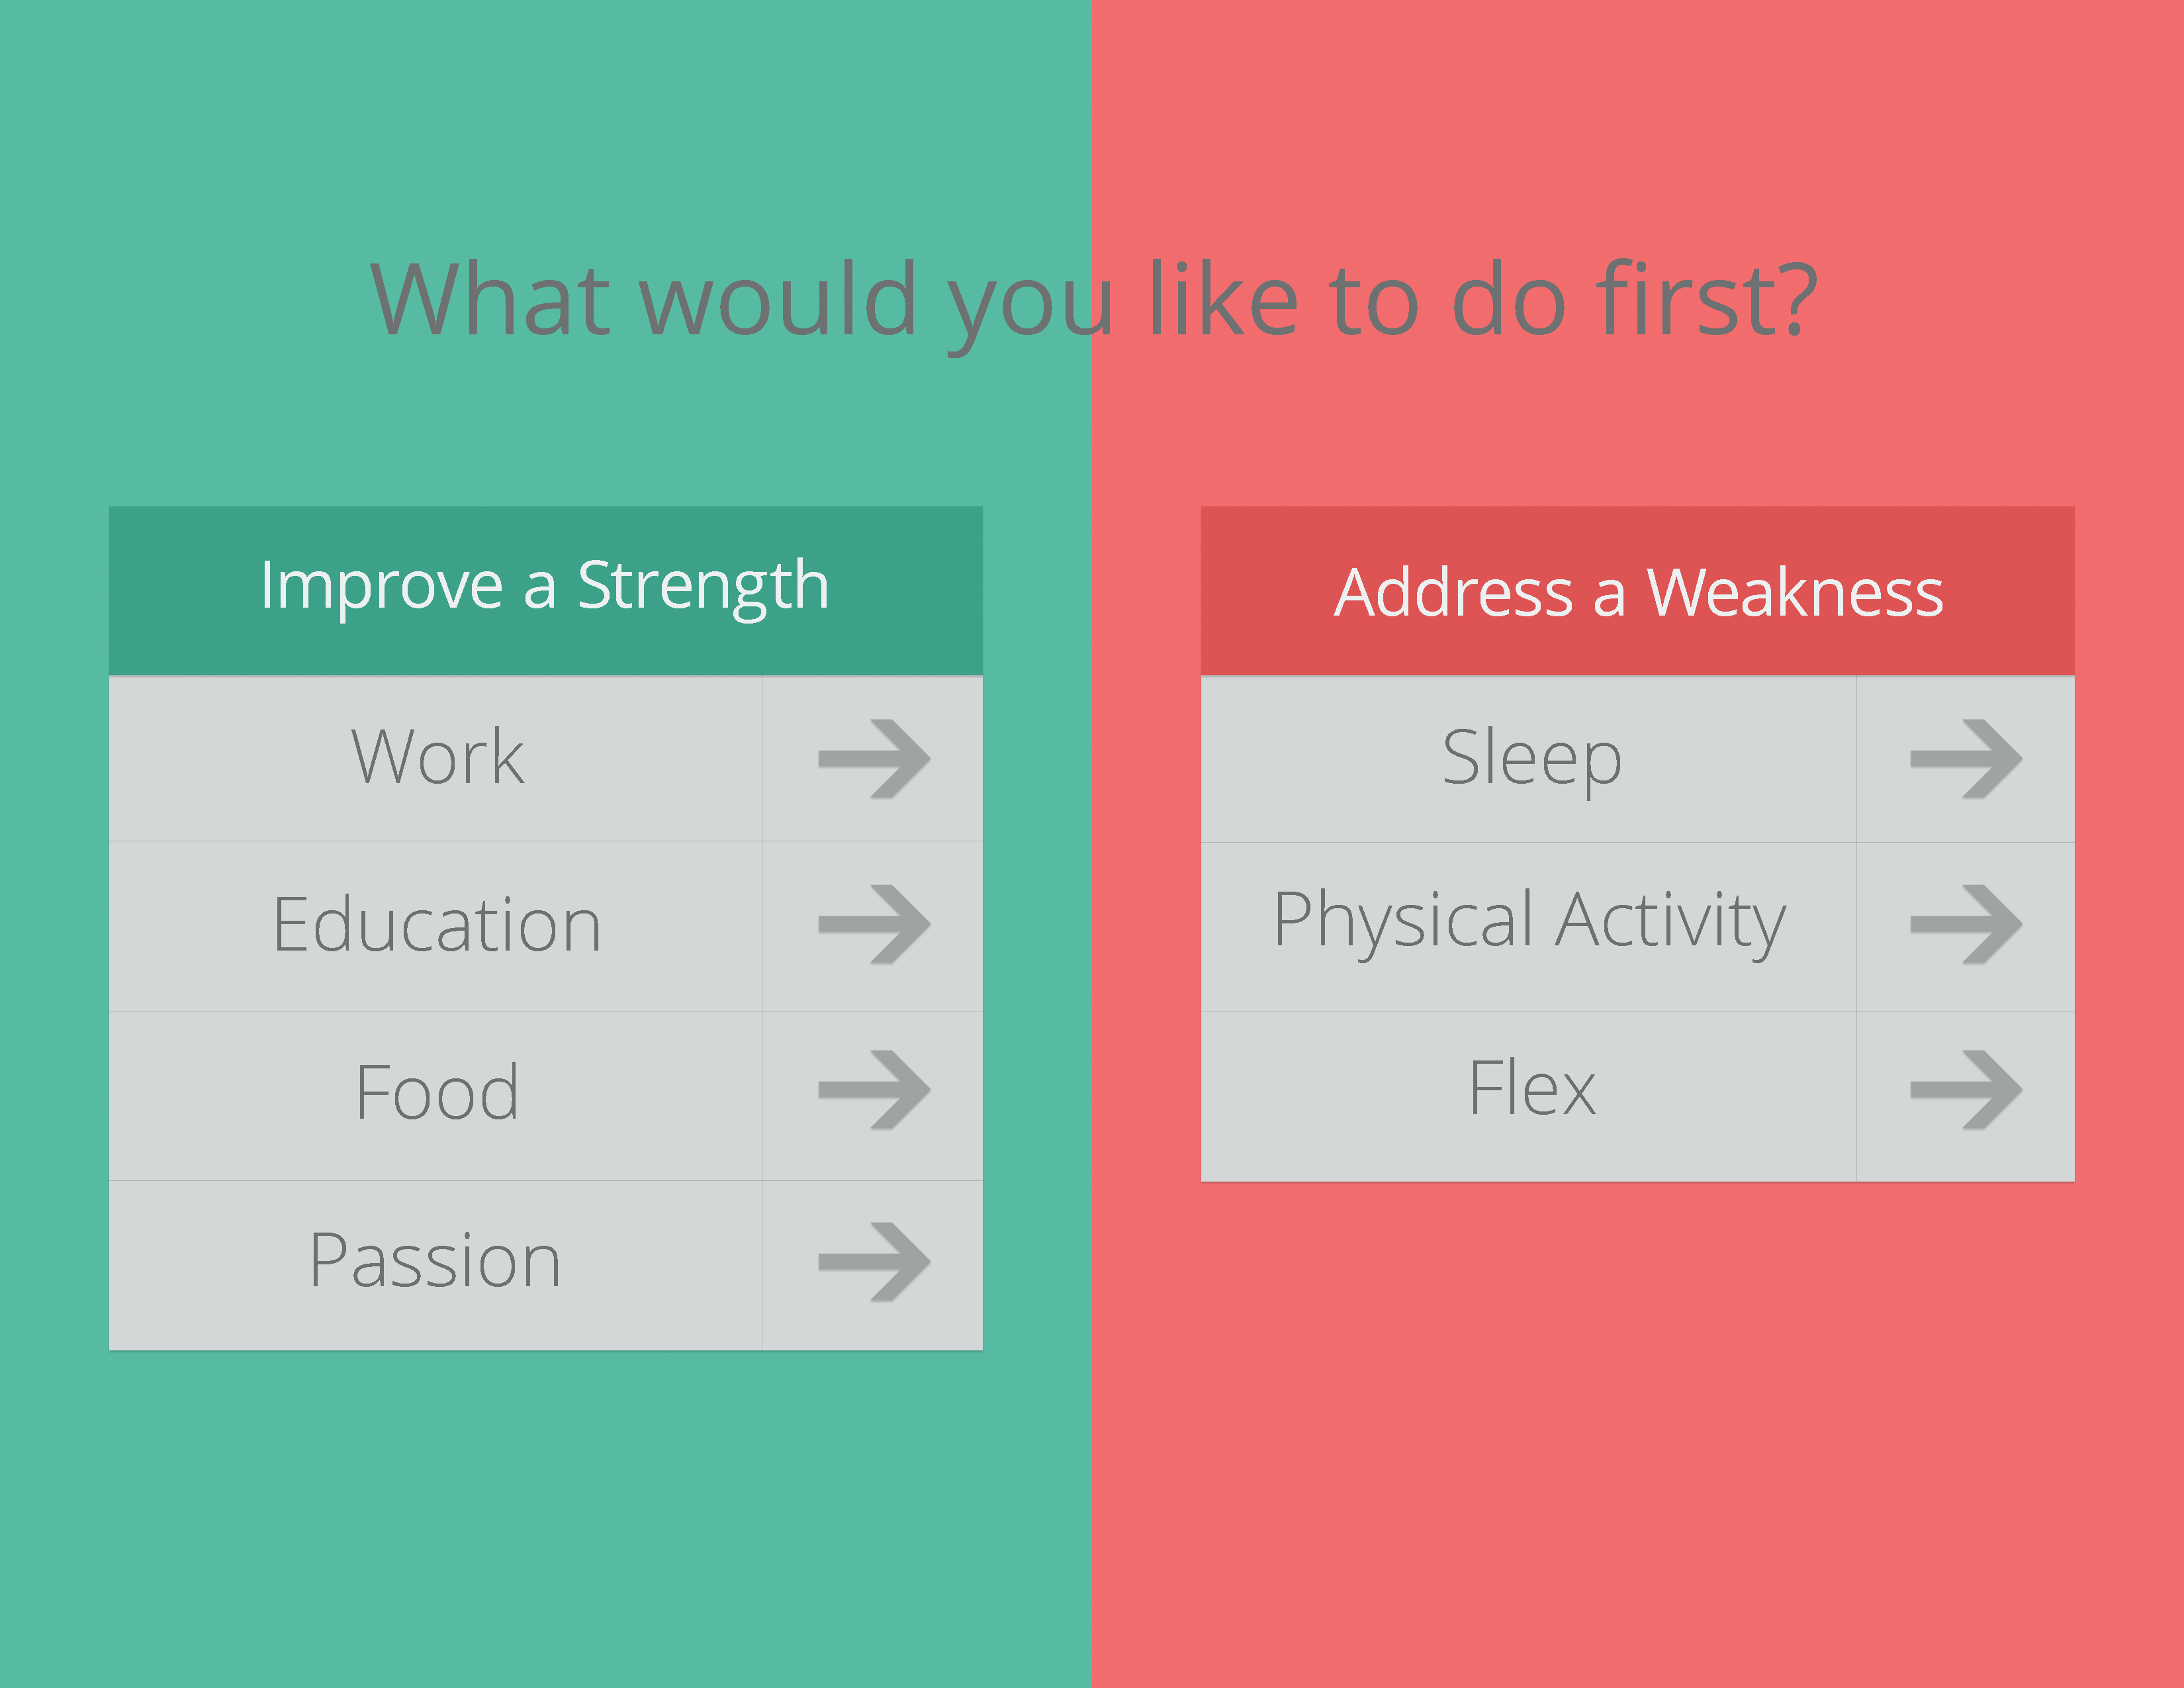 What would you like to do first?
Improve a Strength
Work
Education
Food
Passion
Address a Weakness
Sleep
Physical Activity
Flex